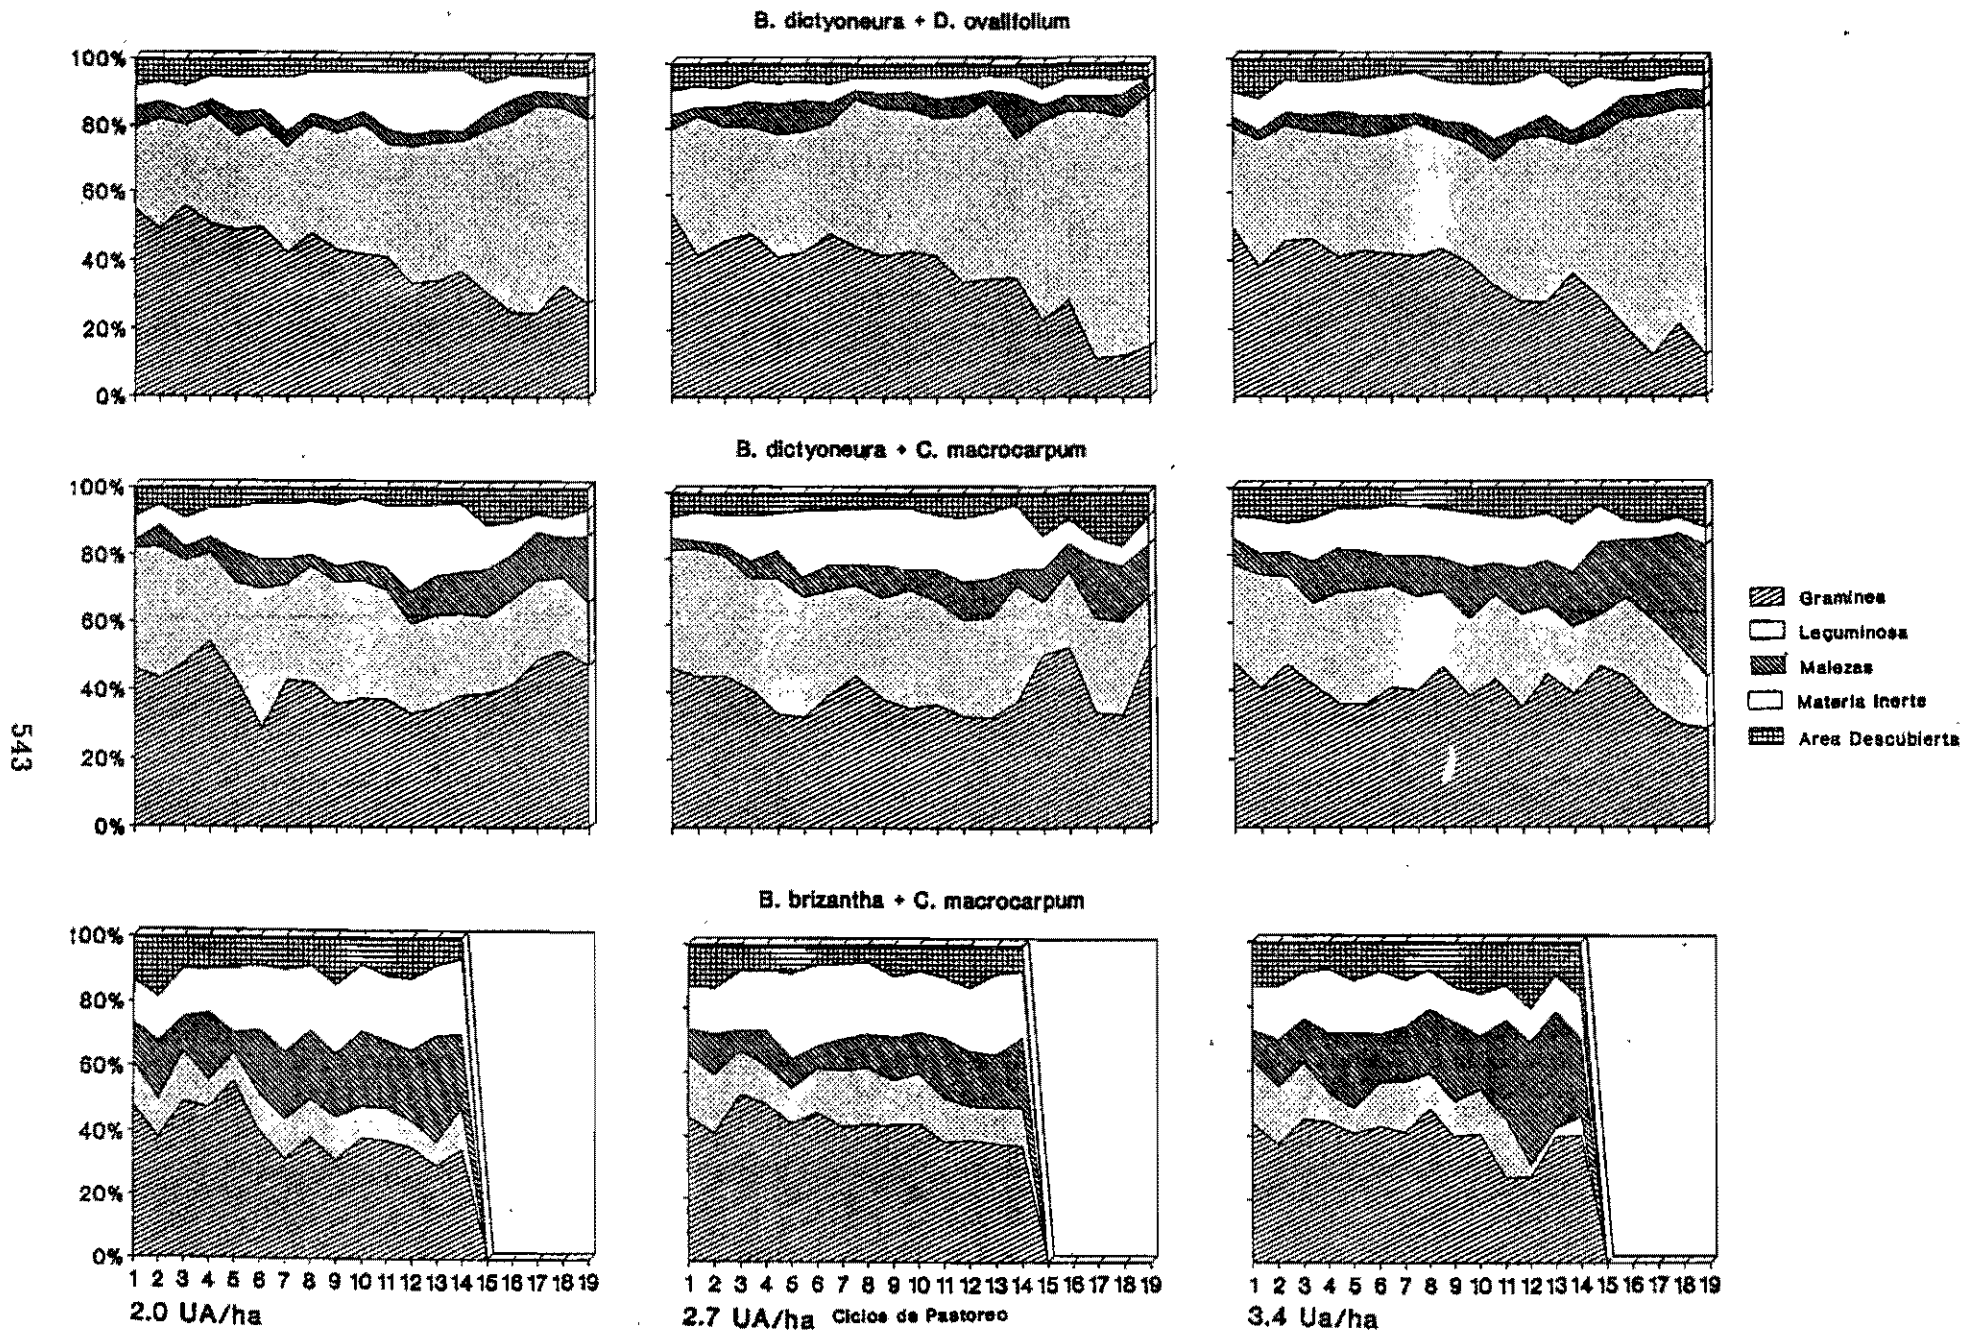 B. dictyoneura + D. ovalifolium
100%
80%
60%
40%
20%
0%
B. dictyoneura + C. macrocarpum
100%
80%
60%
40%
20%
0%
Graminea
Leguminosa
Malezas
Materia Inerte
Area Descubierta
543
B. brizantha + C. macrocarpum
100%
80%
60%
40%
20%
0%
1 2 3 4 5 6 7 8 9 10 11 12 13 14 15 16 17 18 19
1 2 3 4 5 6 7 8 9 10 11 12 13 14 15 16 17 18 19
1 2 3 4 5 6 7 8 9 10 11 12 13 14 15 16 17 18 19
2.0 UA/ha
2.7 UA/ha Ciclos de Pastoreo
3.4 Ua/ha